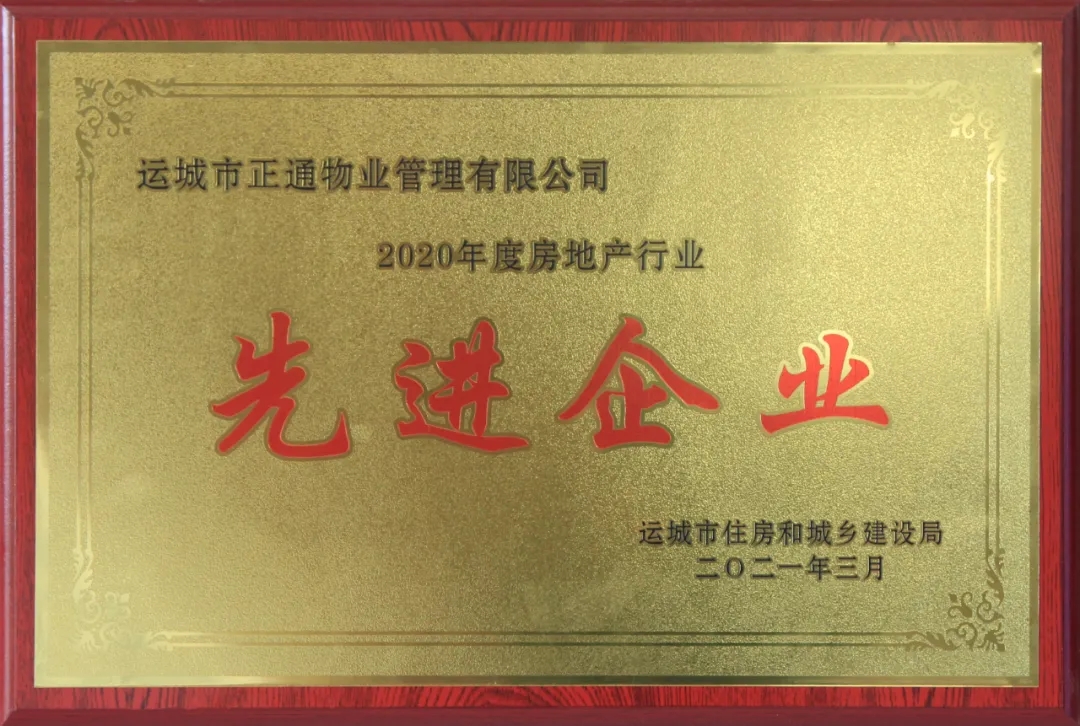 运城市正通物业管理有限公司
2020年度房地产行业
先进企业
运城市住房和城乡建设局
二〇二一年三月